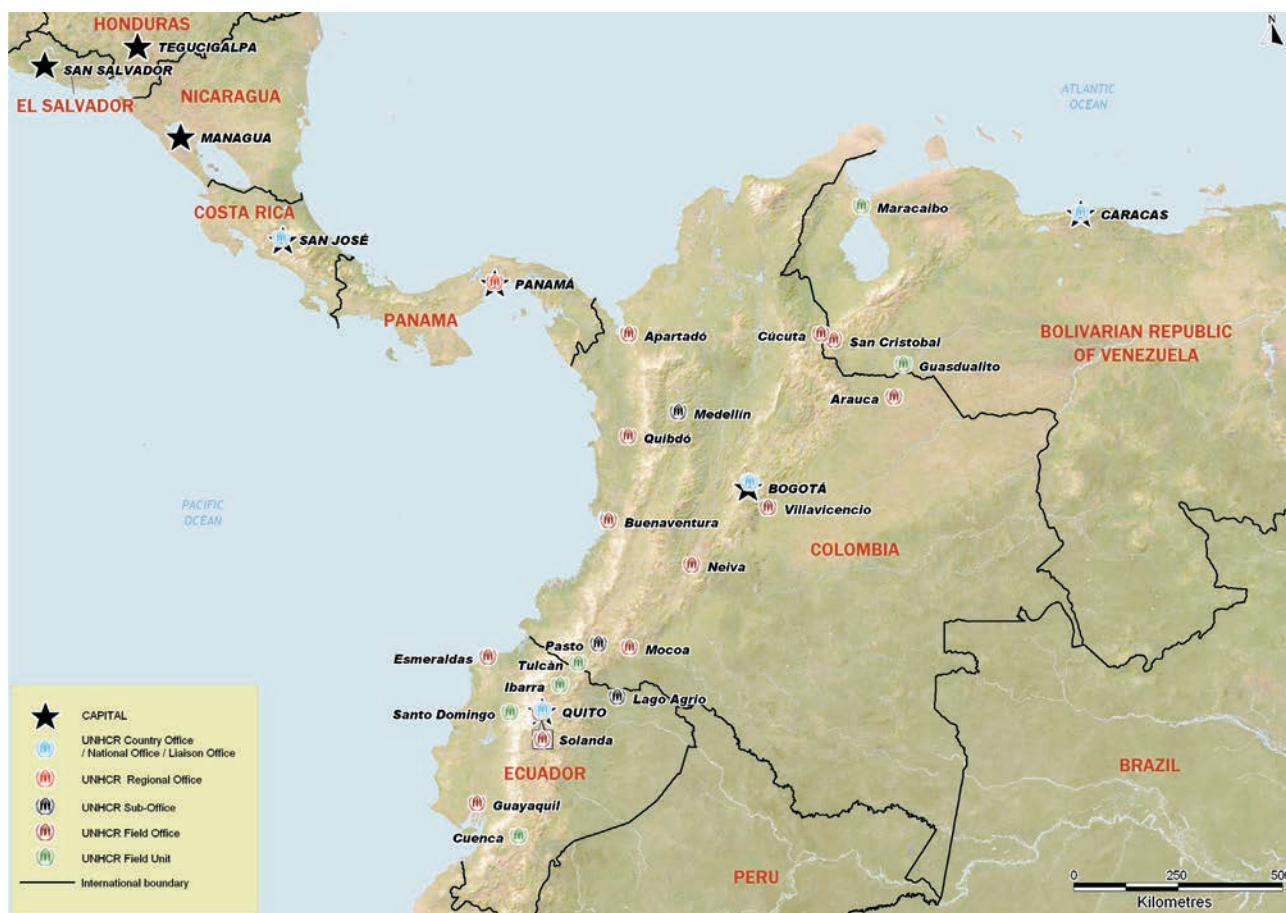 HONDURAS
TEGUCIGALPA
SAN SALVADOR
EL SALVADOR
NICARAGUA
MANAGUA
N
ATLANTIC
OCEAN
COSTA RICA
SAN JOSÉ
Maracaibo
CARACAS
PANAMÁ
PANAMA
Apartadó
Cúcuta
San Cristobal
BOLIVARIAN REPUBLIC
OF VENEZUELA
Guasdualito
Arauca
Medellín
Quibdó
PACIFIC
OCEAN
BOGOTÁ
Villavicencio
Buenaventura
COLOMBIA
Neiva
Pasto
Mocoa
Esmeraldas
Tulcàn
Ibarra
Lago Agrio
Santo Domingo
QUITO
Solanda
ECUADOR
BRAZIL
Guayaquil
Cuenca
PERU
CAPITAL
UNHCR Country Office
/ National Office / Liaison Office
UNHCR Regional Office
UNHCR Sub-Office
UNHCR Field Office
UNHCR Field Unit
International boundary
0 250 500
Kilometres